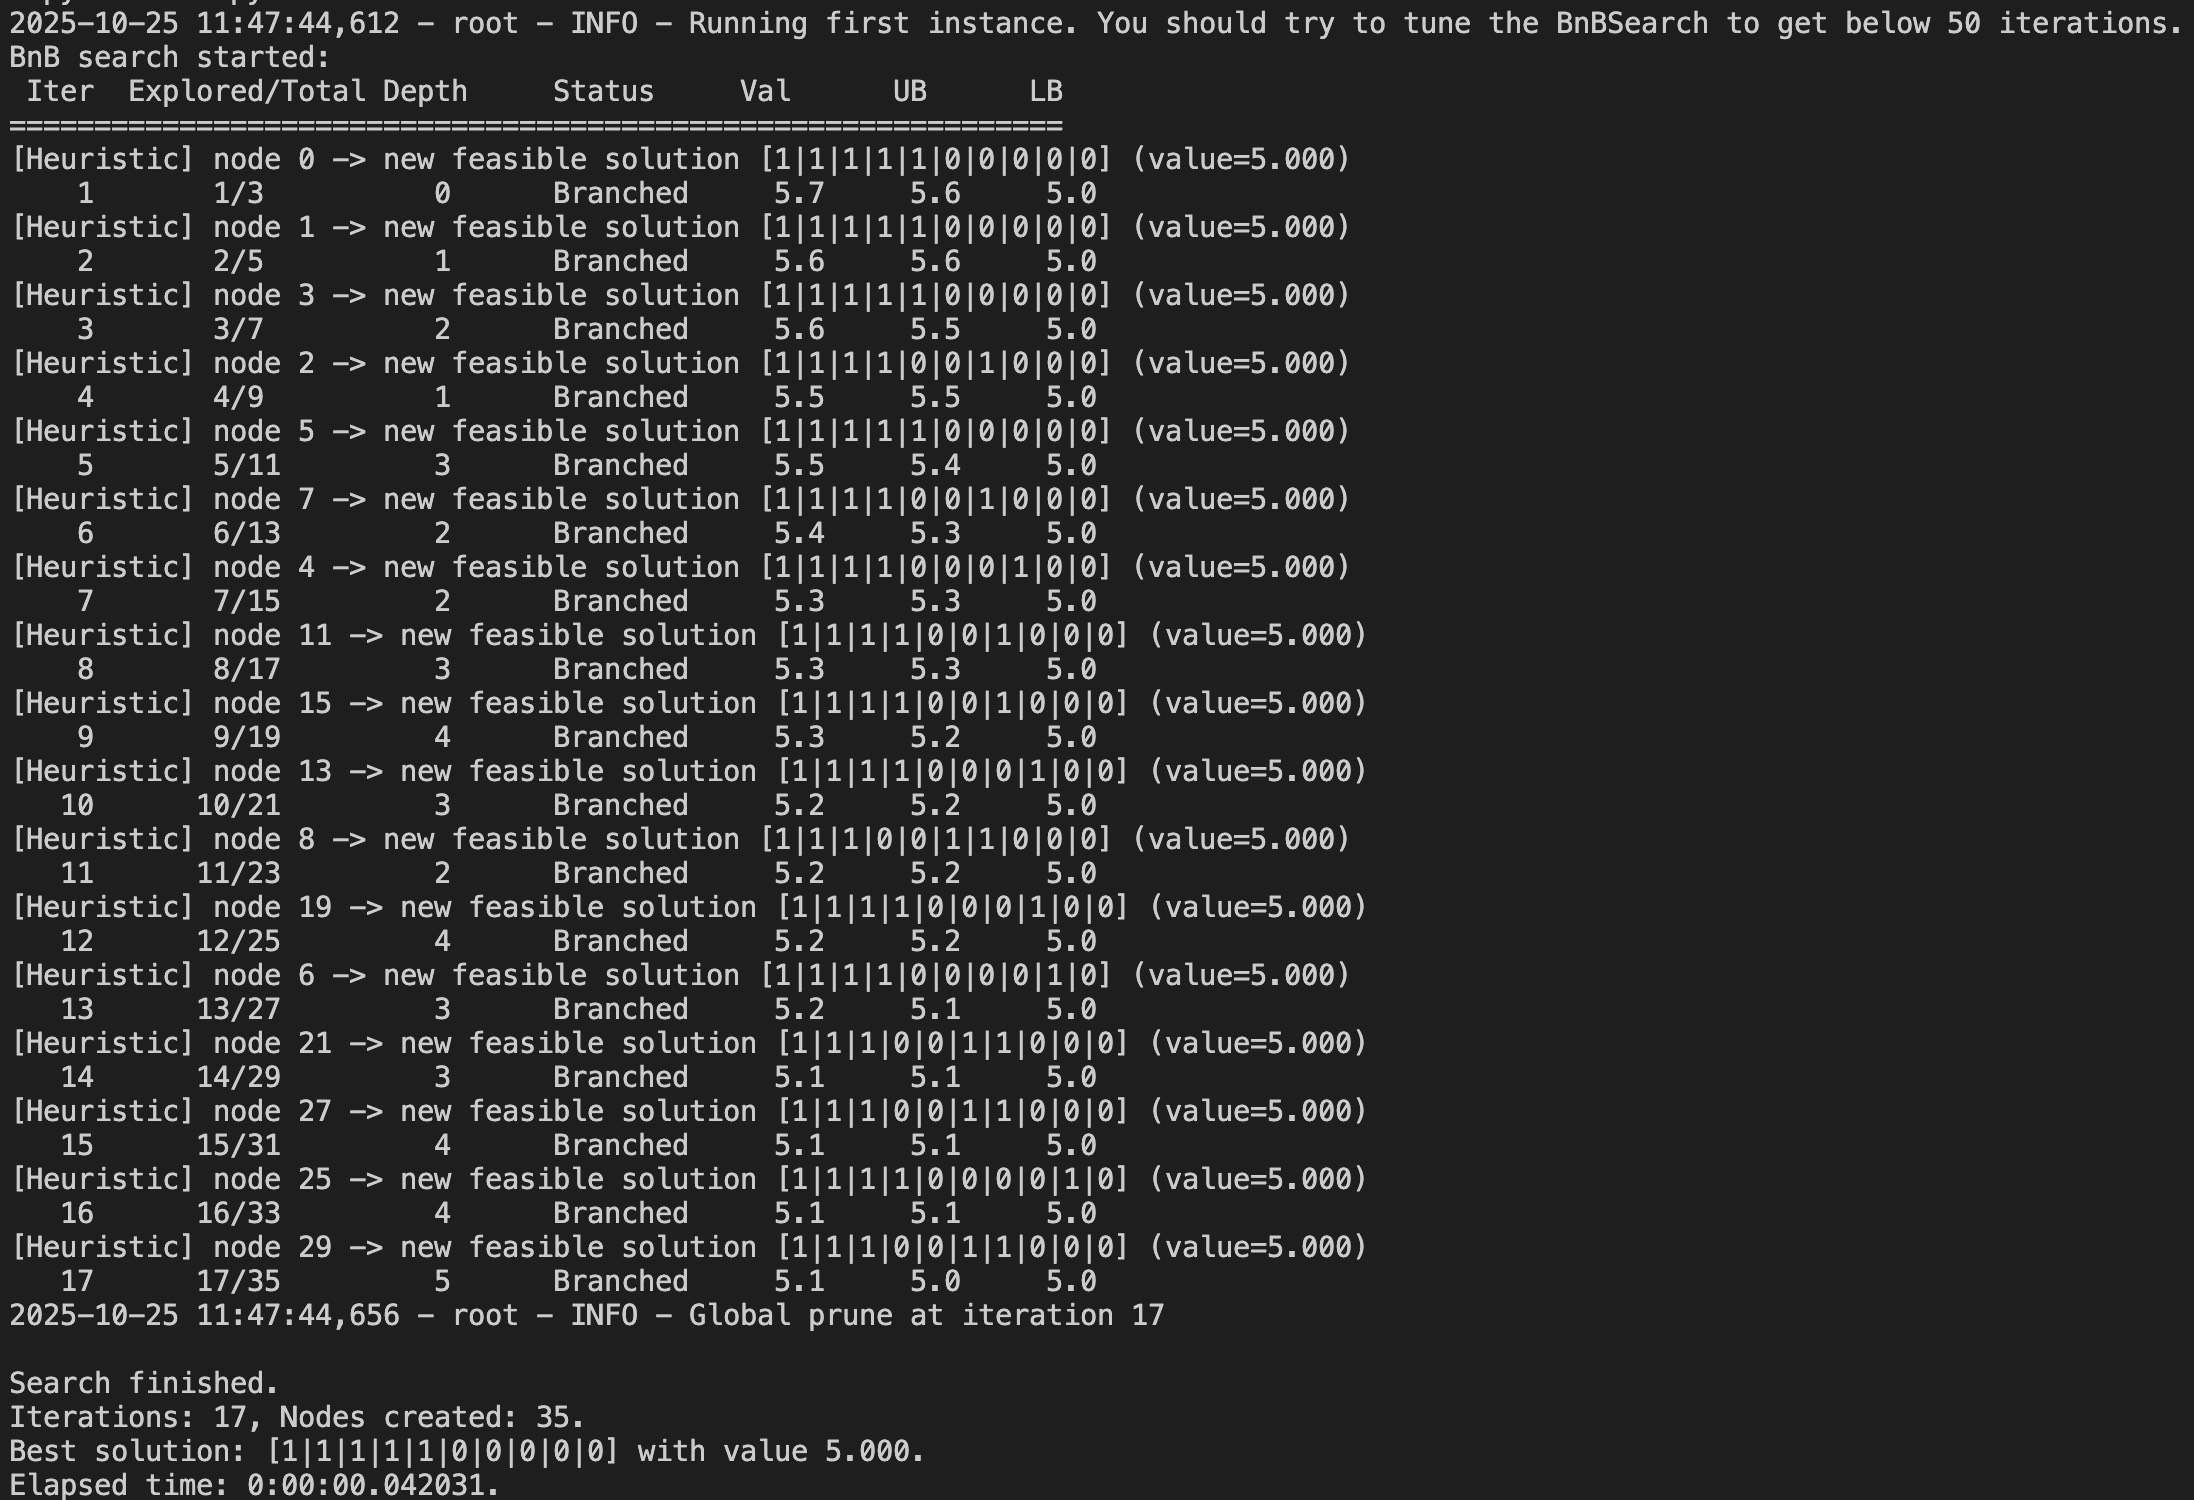 2025-10-25 11:47:44,612 - root - INFO - Running first instance. You should try to tune the BnBSearch to get below 50 iterations.
BnB search started:
Iter  Explored/Total Depth     Status     Val      UB      LB
==============================================================
[Heuristic] node 0 -> new feasible solution [1|1|1|1|1|0|0|0|0|0] (value=5.000)
1       1/3          0      Branched     5.7     5.6     5.0
[Heuristic] node 1 -> new feasible solution [1|1|1|1|1|0|0|0|0|0] (value=5.000)
2       2/5          1      Branched     5.6     5.6     5.0
[Heuristic] node 3 -> new feasible solution [1|1|1|1|1|0|0|0|0|0] (value=5.000)
3       3/7          2      Branched     5.6     5.5     5.0
[Heuristic] node 2 -> new feasible solution [1|1|1|1|0|0|1|0|0|0] (value=5.000)
4       4/9          1      Branched     5.5     5.5     5.0
[Heuristic] node 5 -> new feasible solution [1|1|1|1|1|0|0|0|0|0] (value=5.000)
5       5/11         3      Branched     5.5     5.4     5.0
[Heuristic] node 7 -> new feasible solution [1|1|1|1|0|0|1|0|0|0] (value=5.000)
6       6/13         2      Branched     5.4     5.3     5.0
[Heuristic] node 4 -> new feasible solution [1|1|1|1|0|0|0|1|0|0] (value=5.000)
7       7/15         2      Branched     5.3     5.3     5.0
[Heuristic] node 11 -> new feasible solution [1|1|1|1|0|0|1|0|0|0] (value=5.000)
8       8/17         3      Branched     5.3     5.3     5.0
[Heuristic] node 15 -> new feasible solution [1|1|1|1|0|0|1|0|0|0] (value=5.000)
9       9/19         4      Branched     5.3     5.2     5.0
[Heuristic] node 13 -> new feasible solution [1|1|1|1|0|0|0|1|0|0] (value=5.000)
10      10/21         3      Branched     5.2     5.2     5.0
[Heuristic] node 8 -> new feasible solution [1|1|1|0|0|1|1|0|0|0] (value=5.000)
11      11/23         2      Branched     5.2     5.2     5.0
[Heuristic] node 19 -> new feasible solution [1|1|1|1|0|0|0|1|0|0] (value=5.000)
12      12/25         4      Branched     5.2     5.2     5.0
[Heuristic] node 6 -> new feasible solution [1|1|1|1|0|0|0|0|1|0] (value=5.000)
13      13/27         3      Branched     5.2     5.1     5.0
[Heuristic] node 21 -> new feasible solution [1|1|1|0|0|1|1|0|0|0] (value=5.000)
14      14/29         3      Branched     5.1     5.1     5.0
[Heuristic] node 27 -> new feasible solution [1|1|1|0|0|1|1|0|0|0] (value=5.000)
15      15/31         4      Branched     5.1     5.1     5.0
[Heuristic] node 25 -> new feasible solution [1|1|1|1|0|0|0|0|1|0] (value=5.000)
16      16/33         4      Branched     5.1     5.1     5.0
[Heuristic] node 29 -> new feasible solution [1|1|1|0|0|1|1|0|0|0] (value=5.000)
17      17/35         5      Branched     5.1     5.0     5.0
2025-10-25 11:47:44,656 - root - INFO - Global prune at iteration 17
Search finished.
Iterations: 17, Nodes created: 35.
Best solution: [1|1|1|1|1|0|0|0|0|0] with value 5.000.
Elapsed time: 0:00:00.042031.